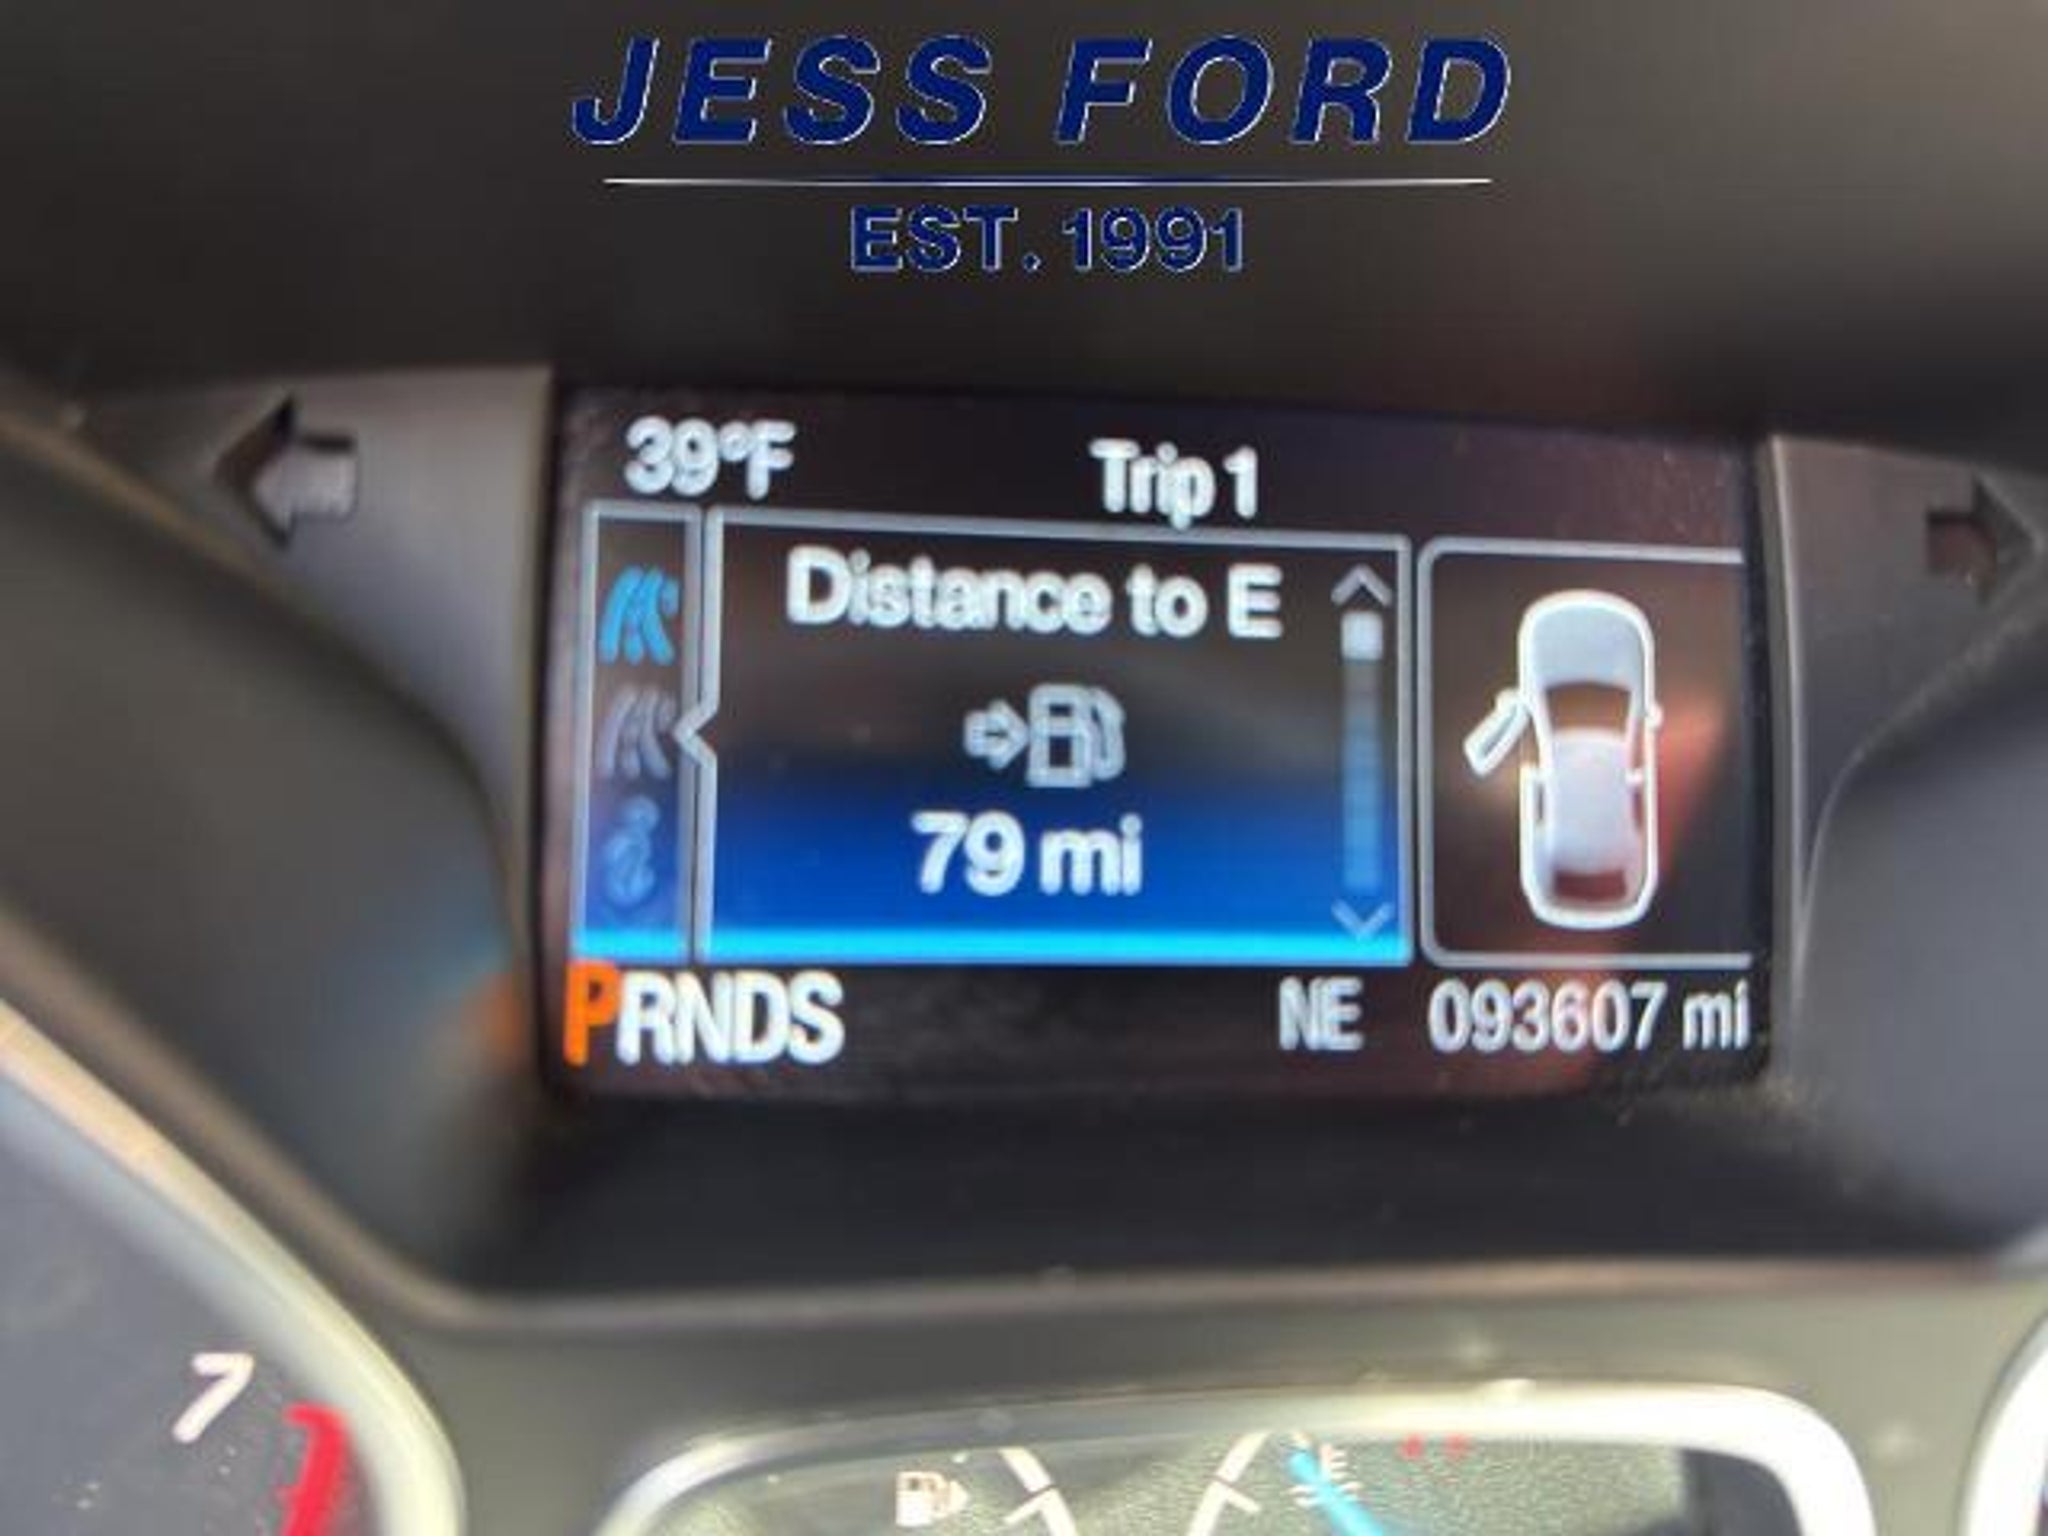 JESS FORD
EST. 1991
39°F
Trip 1
Distance to E
79 mi
PRNDS
NE
093607 mi
7